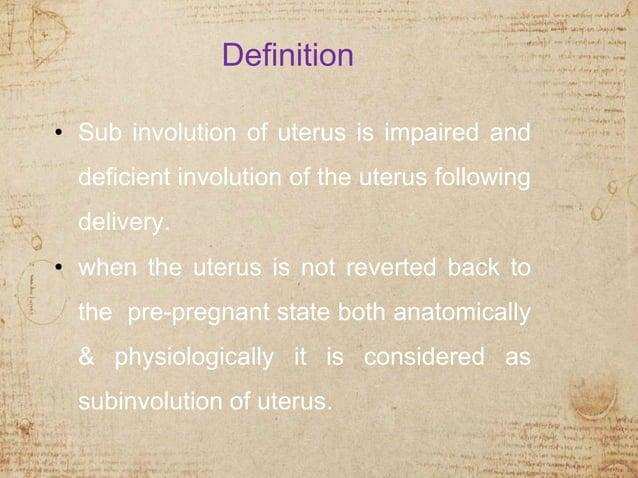 Definition
• Sub involution of uterus is impaired and
deficient involution of the uterus following
delivery.
• when the uterus is not reverted back to
the pre-pregnant state both anatomically
& physiologically it is considered as
subinvolution of uterus.